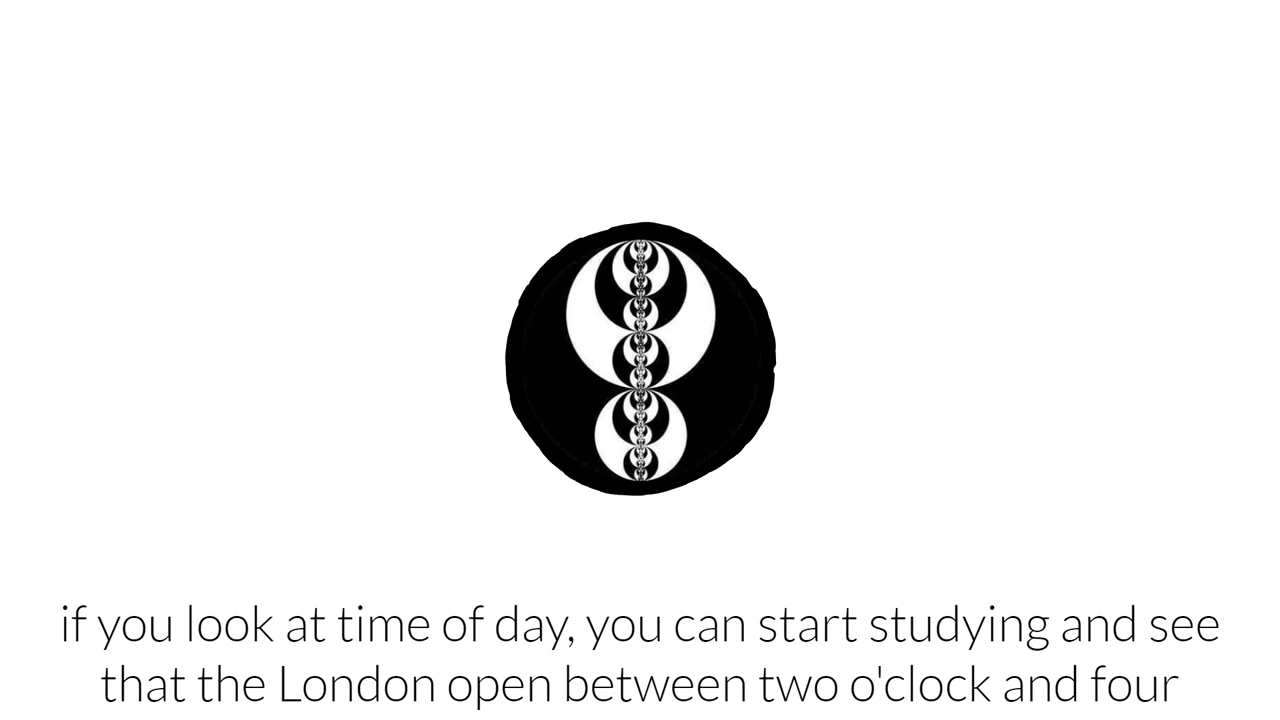 if you look at time of day, you can start studying and see
that the London open between two o'clock and four